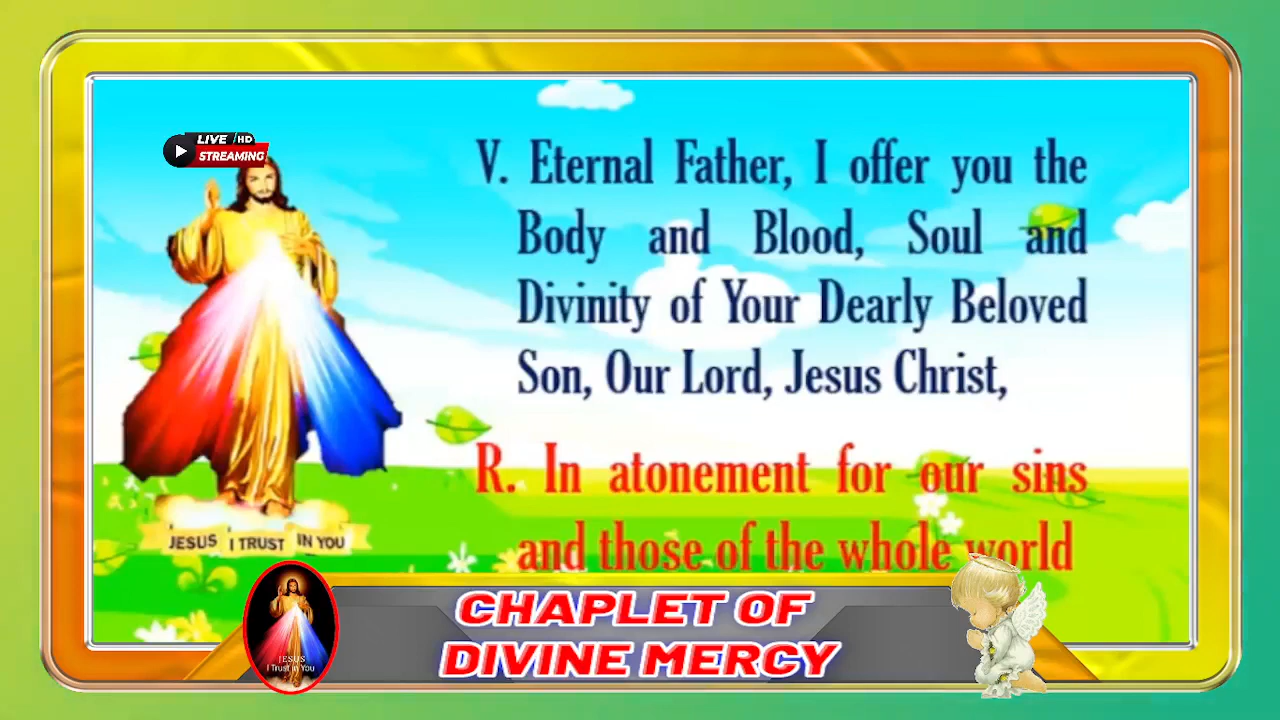 LIVE /HD
STREAMING
V. Eternal Father, I offer you the
Body and Blood, Soul and
Divinity of Your Dearly Beloved
Son, Our Lord, Jesus Christ,
R. In atonement for our sins
and those of the whole world
JESUS I TRUST IN YOU
JESUS
I Trust in You
CHAPLET OF
DIVINE MERCY